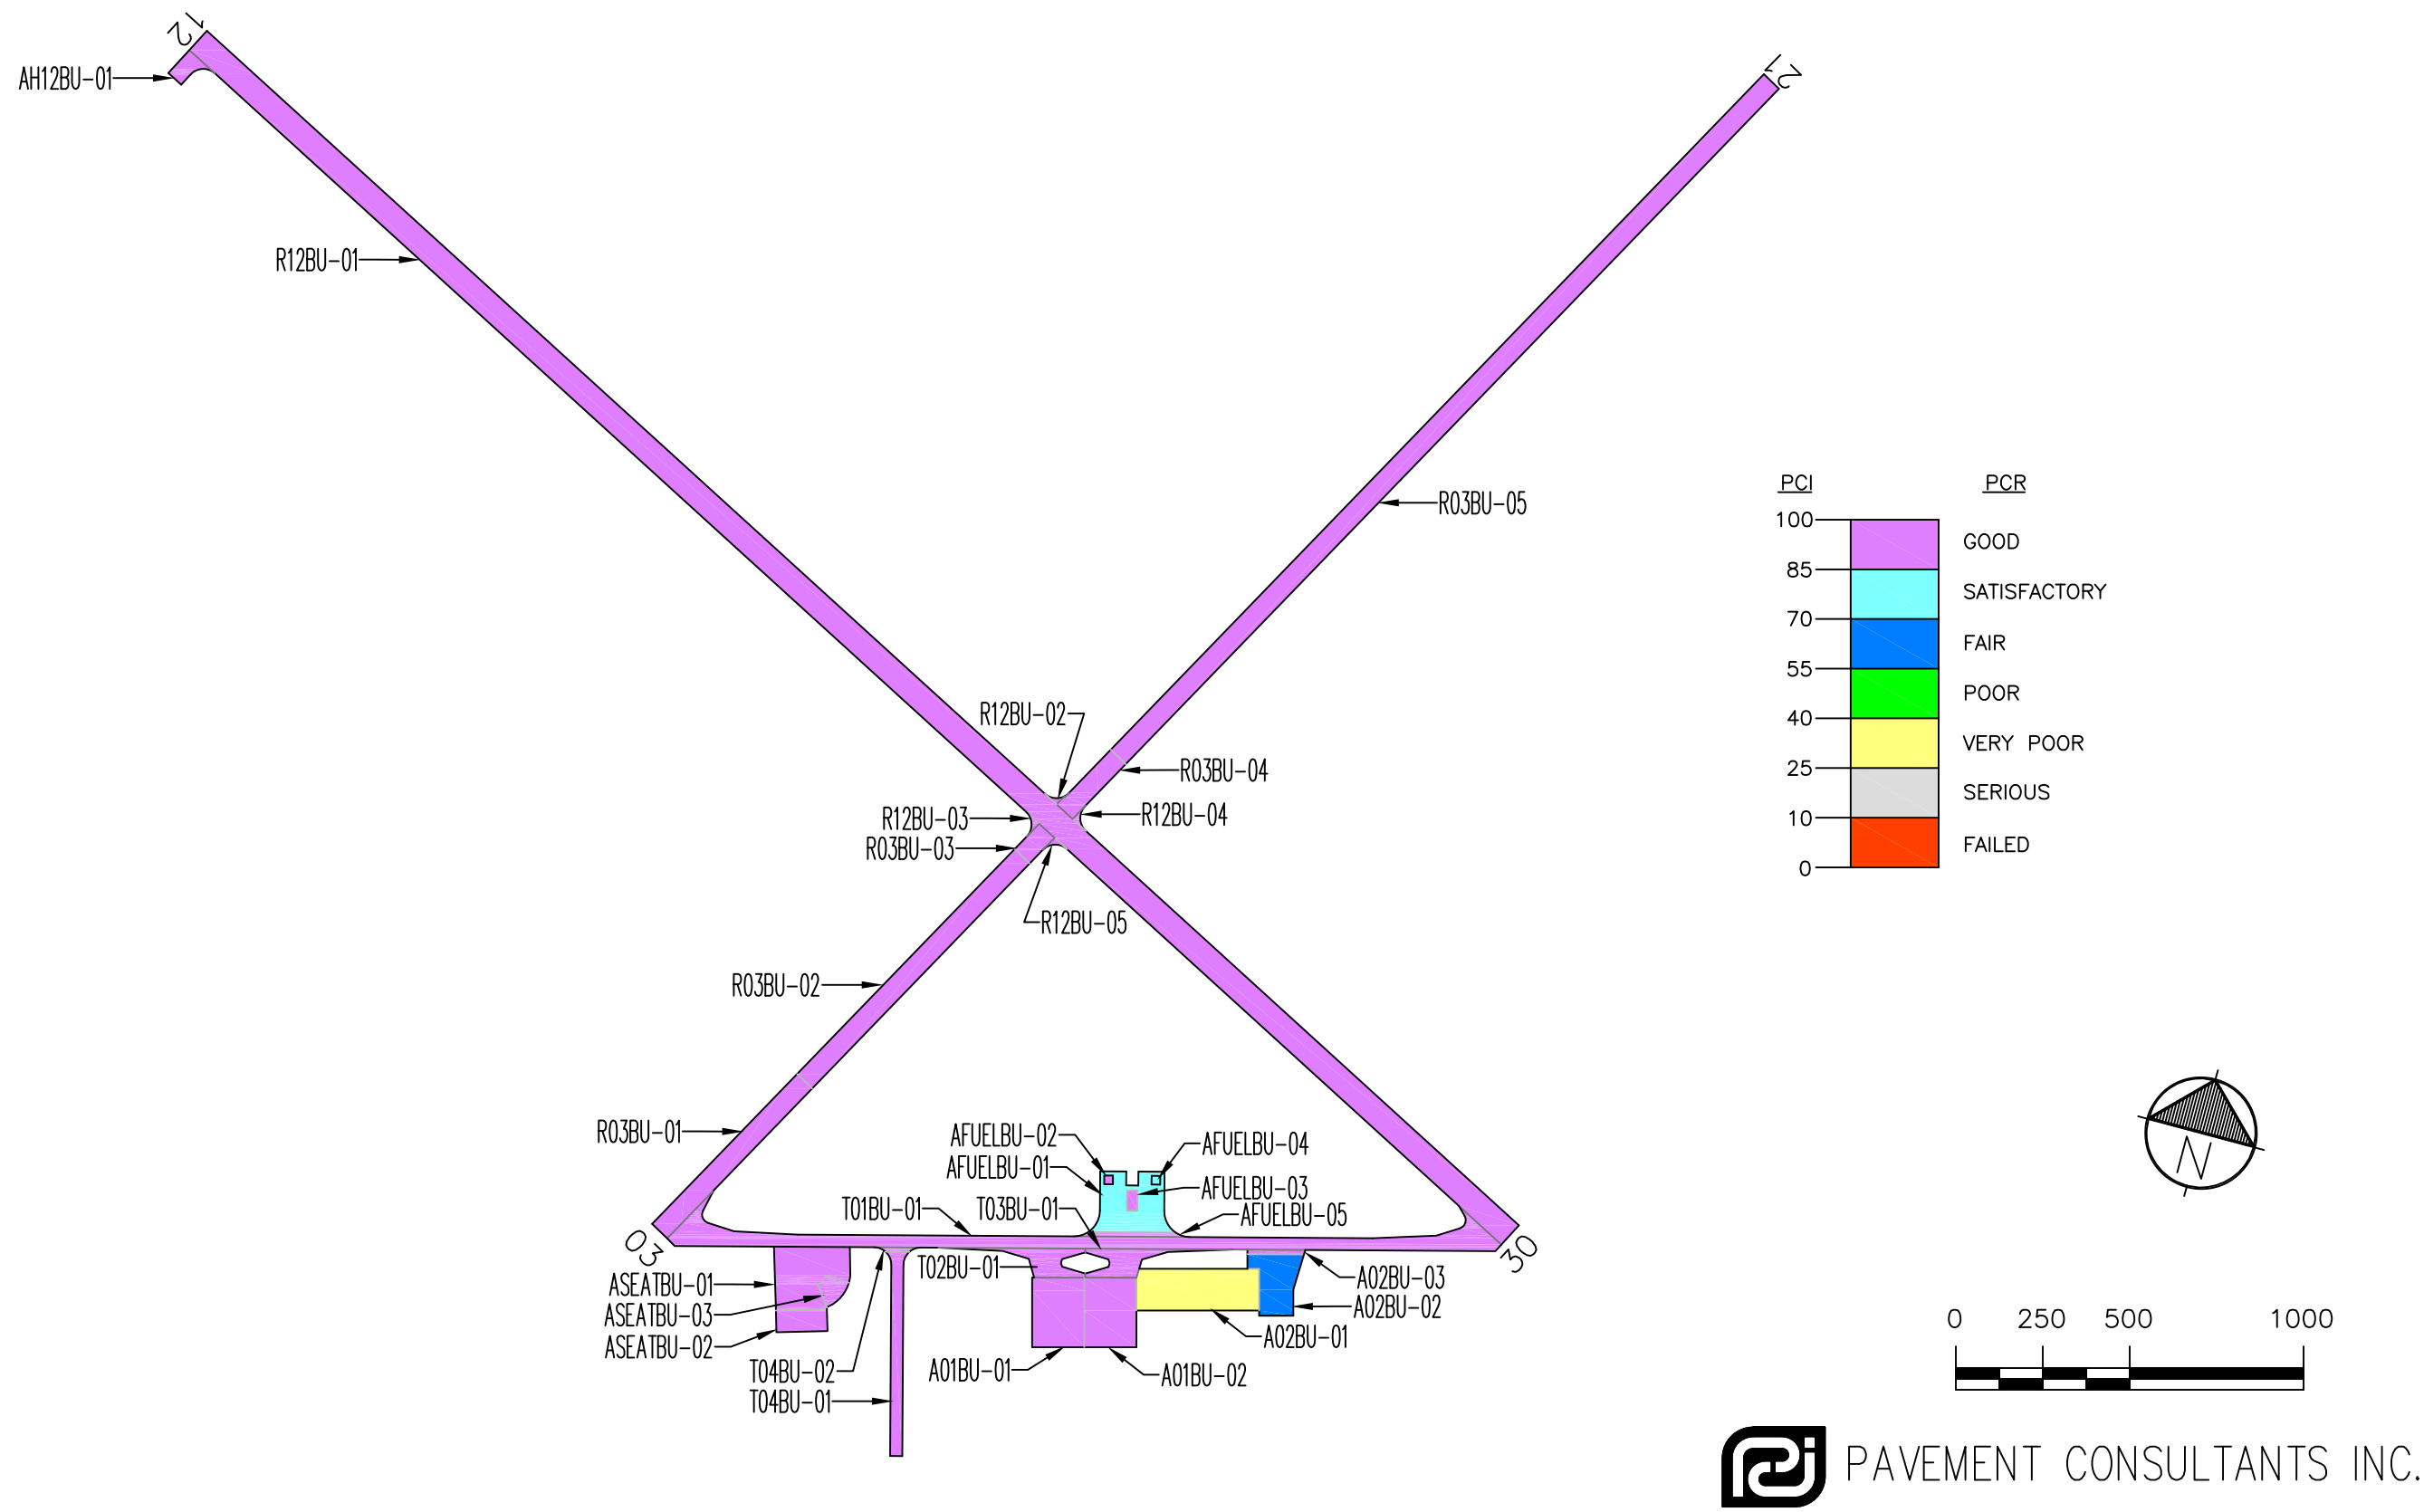 12
21
AH12BU-01
R12BU-01
PCI
PCR
R03BU-05
100
GOOD
85
SATISFACTORY
70
FAIR
55
POOR
40
VERY POOR
25
SERIOUS
10
FAILED
0
R12BU-02
R03BU-04
R12BU-03
R12BU-04
R03BU-03
R12BU-05
R03BU-02
R03BU-01
AFUELBU-02
AFUELBU-04
AFUELBU-01
AFUELBU-03
T01BU-01
T03BU-01
AFUELBU-05
N
03
30
T02BU-01
ASEATBU-01
A02BU-03
ASEATBU-03
A02BU-02
ASEATBU-02
A02BU-01
T04BU-02
A01BU-01
A01BU-02
T04BU-01
0 250 500 1000
PAVEMENT CONSULTANTS INC.